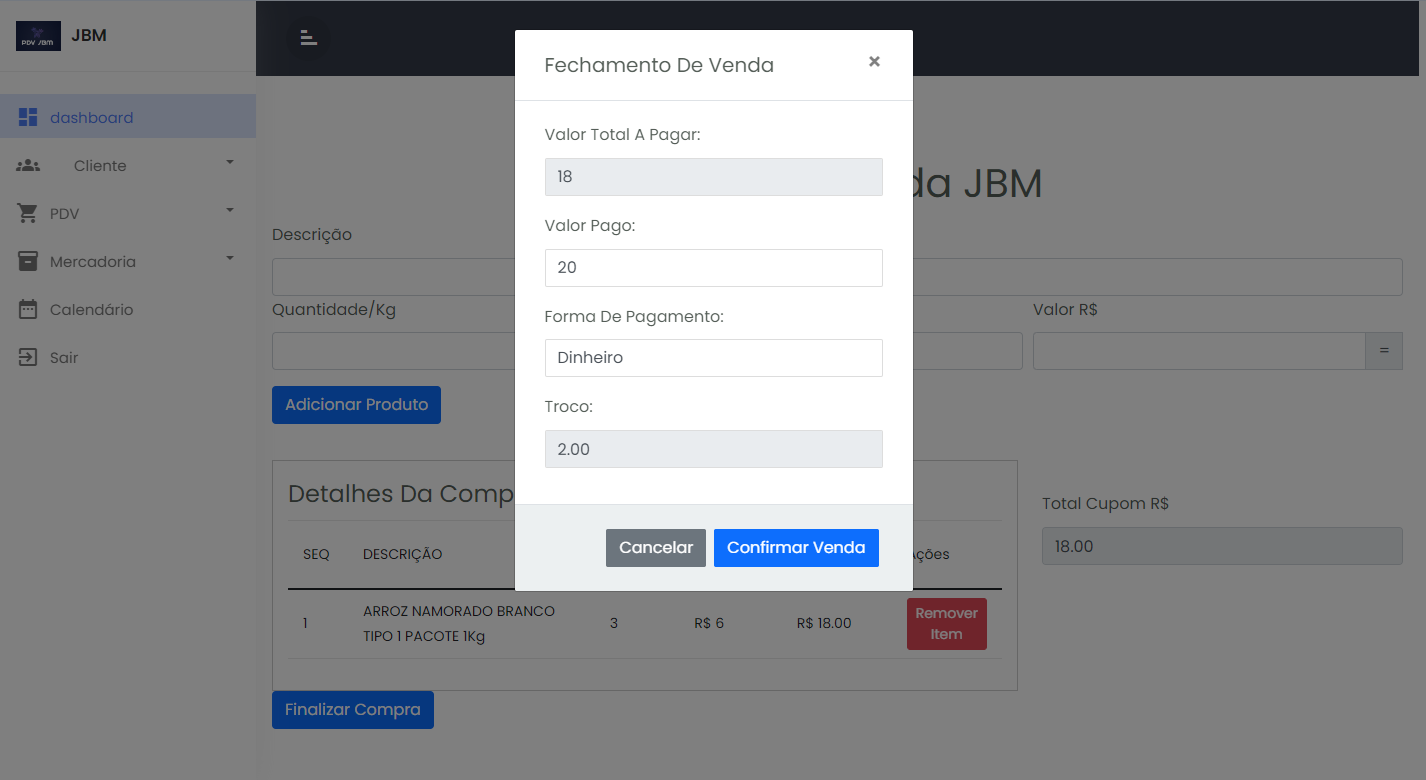 PDV JBM
JBM
dashboard
Cliente
PDV
Mercadoria
Calendário
Sair
da JBM
Descrição
Quantidade/Kg
Valor R$
=
Adicionar Produto
Detalhes Da Comp
SEQ DESCRIÇÃO Ações
1 ARROZ NAMORADO BRANCO TIPO 1 PACOTE 1Kg 3 R$ 6 R$ 18.00 Remover Item
Finalizar Compra
Total Cupom R$
18.00
Fechamento De Venda ×
Valor Total A Pagar:
18
Valor Pago:
20
Forma De Pagamento:
Dinheiro
Troco:
2.00
Cancelar Confirmar Venda